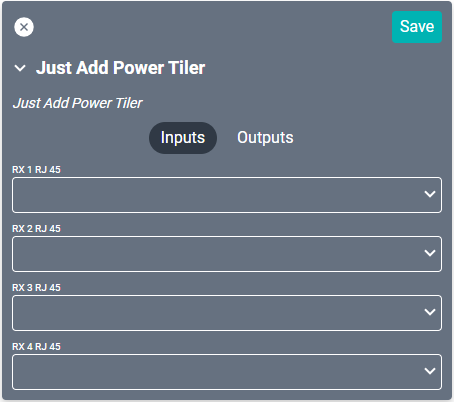 Save
Just Add Power Tiler
Just Add Power Tiler
Inputs Outputs
RX 1 RJ 45
RX 2 RJ 45
RX 3 RJ 45
RX 4 RJ 45